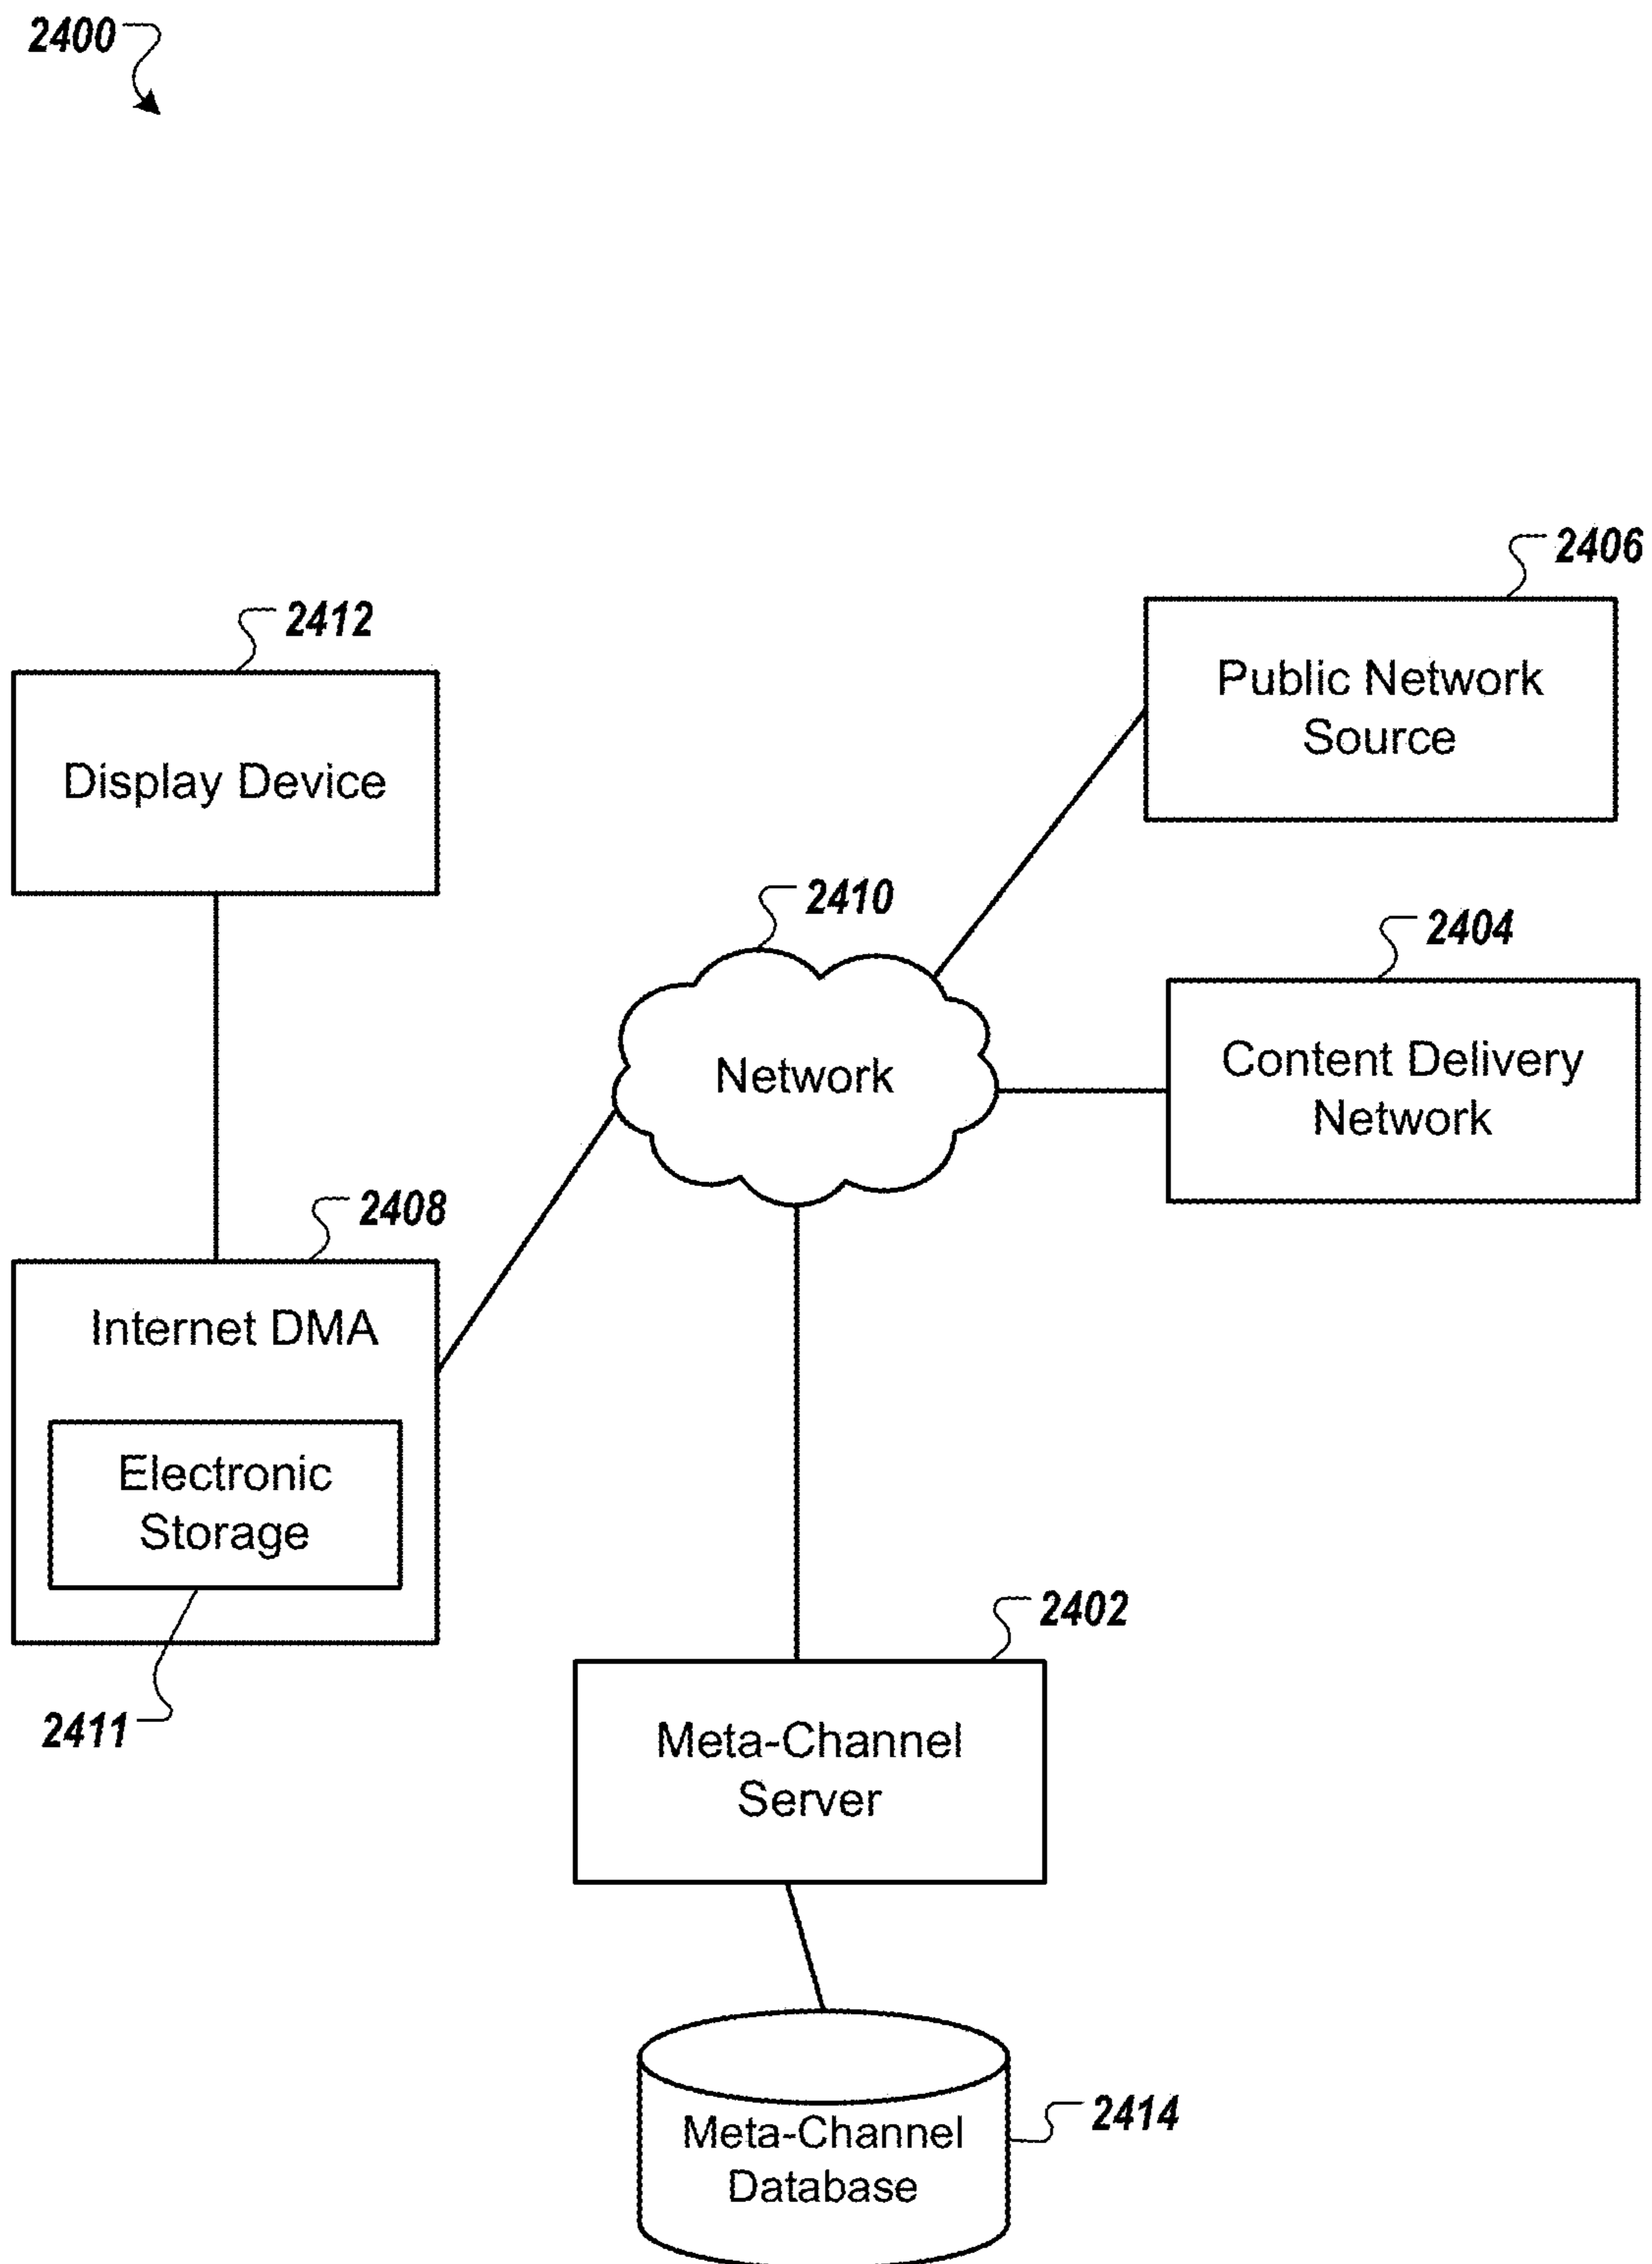 2400
2406
Public Network
Source
2412
Display Device
2410
Network
2404
Content Delivery
Network
2408
Internet DMA
Electronic
Storage
2411
2402
Meta-Channel
Server
2414
Meta-Channel
Database